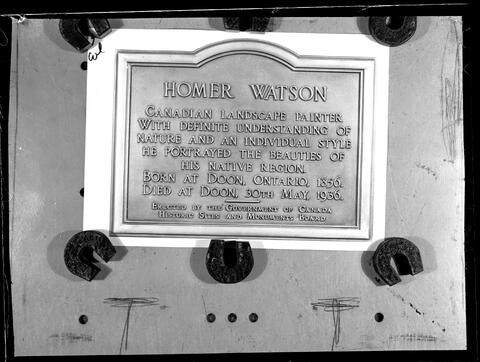 HOMER WATSON
CANADIAN LANDSCAPE PAINTER
WITH DEFINITE UNDERSTANDING OF
NATURE AND AN INDIVIDUAL STYLE
HE PORTRAYED THE BEAUTIES OF
HIS NATIVE REGION.
BORN AT DOON, ONTARIO, 1856.
DIED AT DOON, 30TH MAY, 1936.
ERECTED BY THE GOVERNMENT OF CANADA
HISTORIC SITES AND MONUMENTS BOARD